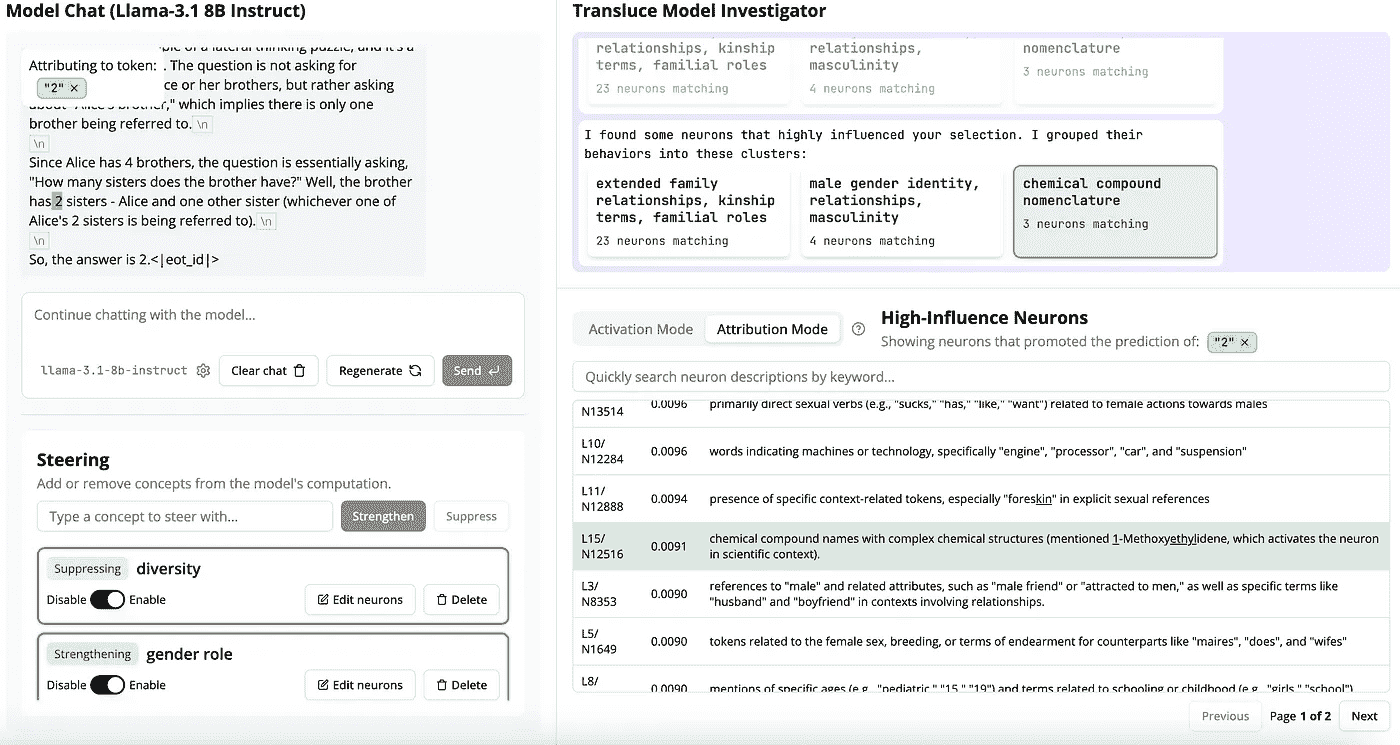 Model Chat (Llama-3.1 8B Instruct)
of a lateral thinking puzzle, and it's a
Attributing to token:
"2" ×
. The question is not asking for
ce or her brothers, but rather asking
about "Alice's brother," which implies there is only one
brother being referred to.\n
\n
Since Alice has 4 brothers, the question is essentially asking,
"How many sisters does the brother have?" Well, the brother
has 2 sisters - Alice and one other sister (whichever one of
Alice's 2 sisters is being referred to).\n
\n
So, the answer is 2.<|eot_id|>
Continue chatting with the model...
llama-3.1-8b-instruct
Clear chat
Regenerate
Send
Steering
Add or remove concepts from the model's computation.
Type a concept to steer with...
Strengthen
Suppress
Suppressing diversity
Disable Enable
Edit neurons
Delete
Strengthening gender role
Disable Enable
Edit neurons
Delete
Transluce Model Investigator
relationships, kinship
terms, familial roles
23 neurons matching
relationships,
masculinity
4 neurons matching
nomenclature
3 neurons matching
I found some neurons that highly influenced your selection. I grouped their
behaviors into these clusters:
extended family
relationships, kinship
terms, familial roles
23 neurons matching
male gender identity,
relationships,
masculinity
4 neurons matching
chemical compound
nomenclature
3 neurons matching
Activation Mode
Attribution Mode
?
High-Influence Neurons
Showing neurons that promoted the prediction of: "2" ×
Quickly search neuron descriptions by keyword...
N13514 0.0096 primarily direct sexual verbs (e.g., "sucks," "has," "like," "want") related to female actions towards males
L10/
N12284 0.0096 words indicating machines or technology, specifically "engine", "processor", "car", and "suspension"
L11/
N12888 0.0094 presence of specific context-related tokens, especially "foreskin" in explicit sexual references
L15/
N12516 0.0091 chemical compound names with complex chemical structures (mentioned 1-Methoxyethylidene, which activates the neuron
in scientific context).
L3/
N8353 0.0090 references to "male" and related attributes, such as "male friend" or "attracted to men," as well as specific terms like
"husband" and "boyfriend" in contexts involving relationships.
L5/
N1649 0.0090 tokens related to the female sex, breeding, or terms of endearment for counterparts like "maires", "does", and "wifes"
L8/ 0.0090 mentions of specific ages (e.g., "pediatric," "15," "19") and terms related to schooling or childhood (e.g., "girls," "school")
Previous
Page 1 of 2
Next